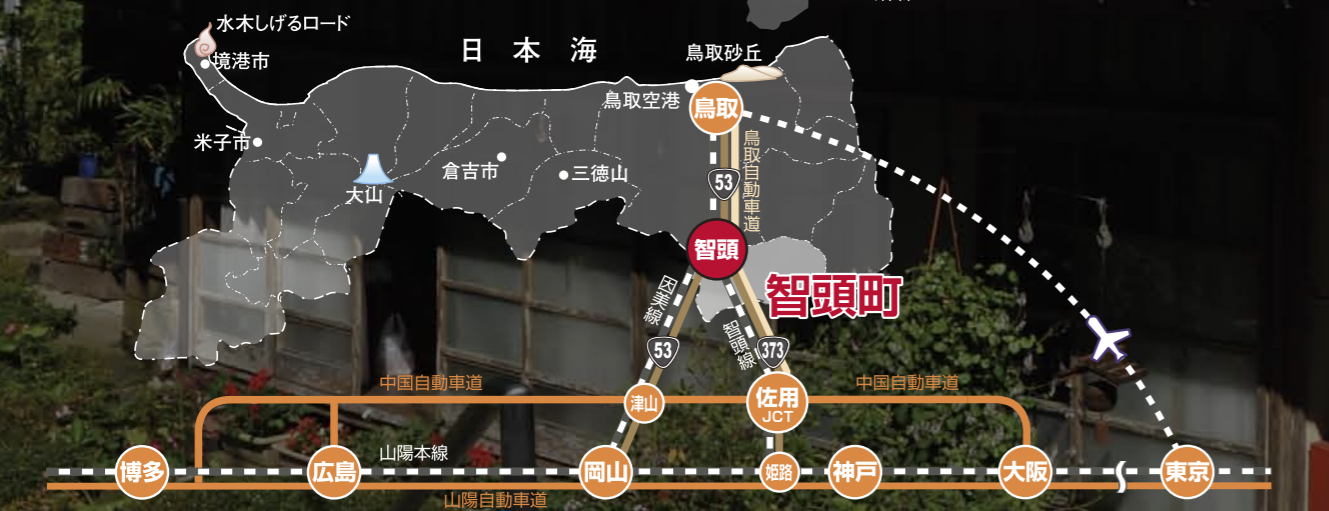 水木しげるロード
境港市
日本海
鳥取砂丘
鳥取空港
鳥取
米子市
大山
倉吉市
三徳山
53
鳥取自動車道
智頭
智頭町
因美線
53
智頭線
373
中国自動車道
津山
佐用
JCT
中国自動車道
山陽本線
博多
広島
岡山
姫路
神戸
大阪
東京
山陽自動車道